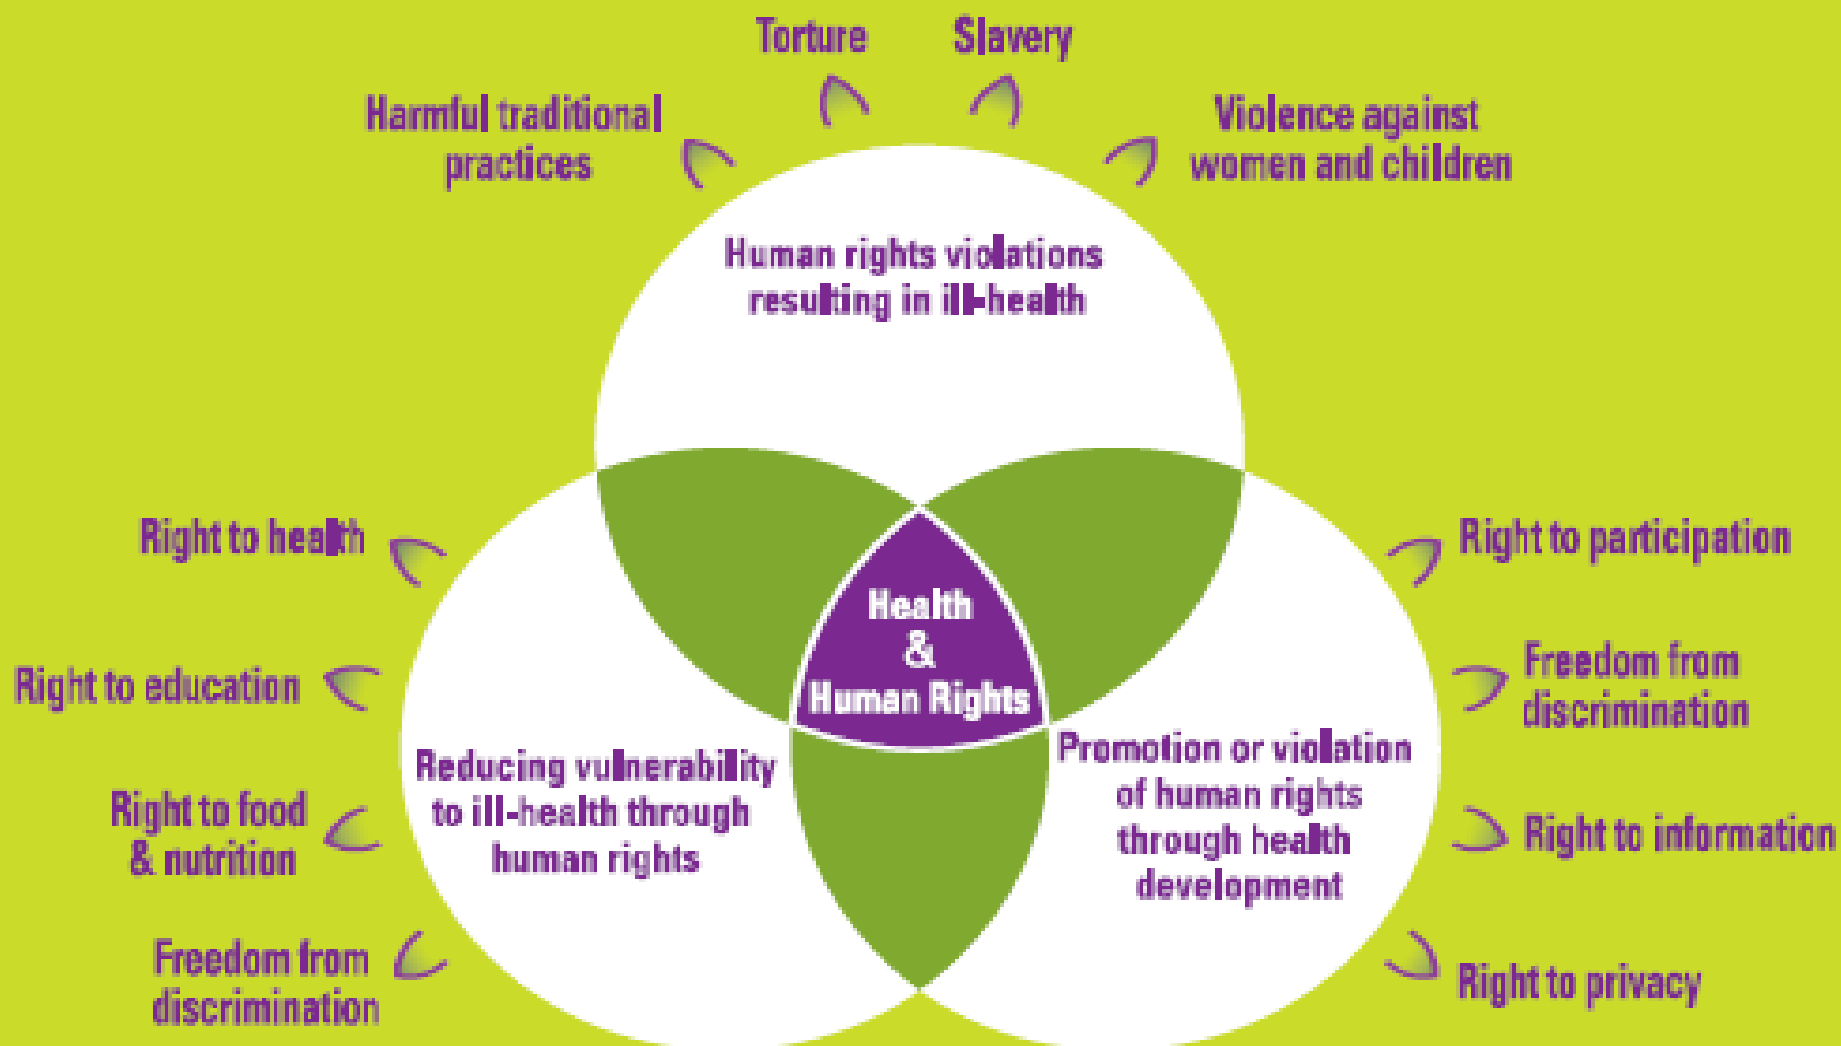 Torture
Slavery
Harmful traditional
practices
Violence against
women and children
Human rights violations
resulting in ill-health
Right to health
Right to education
Right to food
& nutrition
Freedom from
discrimination
Health
&
Human Rights
Reducing vulnerability
to ill-health through
human rights
Promotion or violation
of human rights
through health
development
Right to participation
Freedom from
discrimination
Right to information
Right to privacy